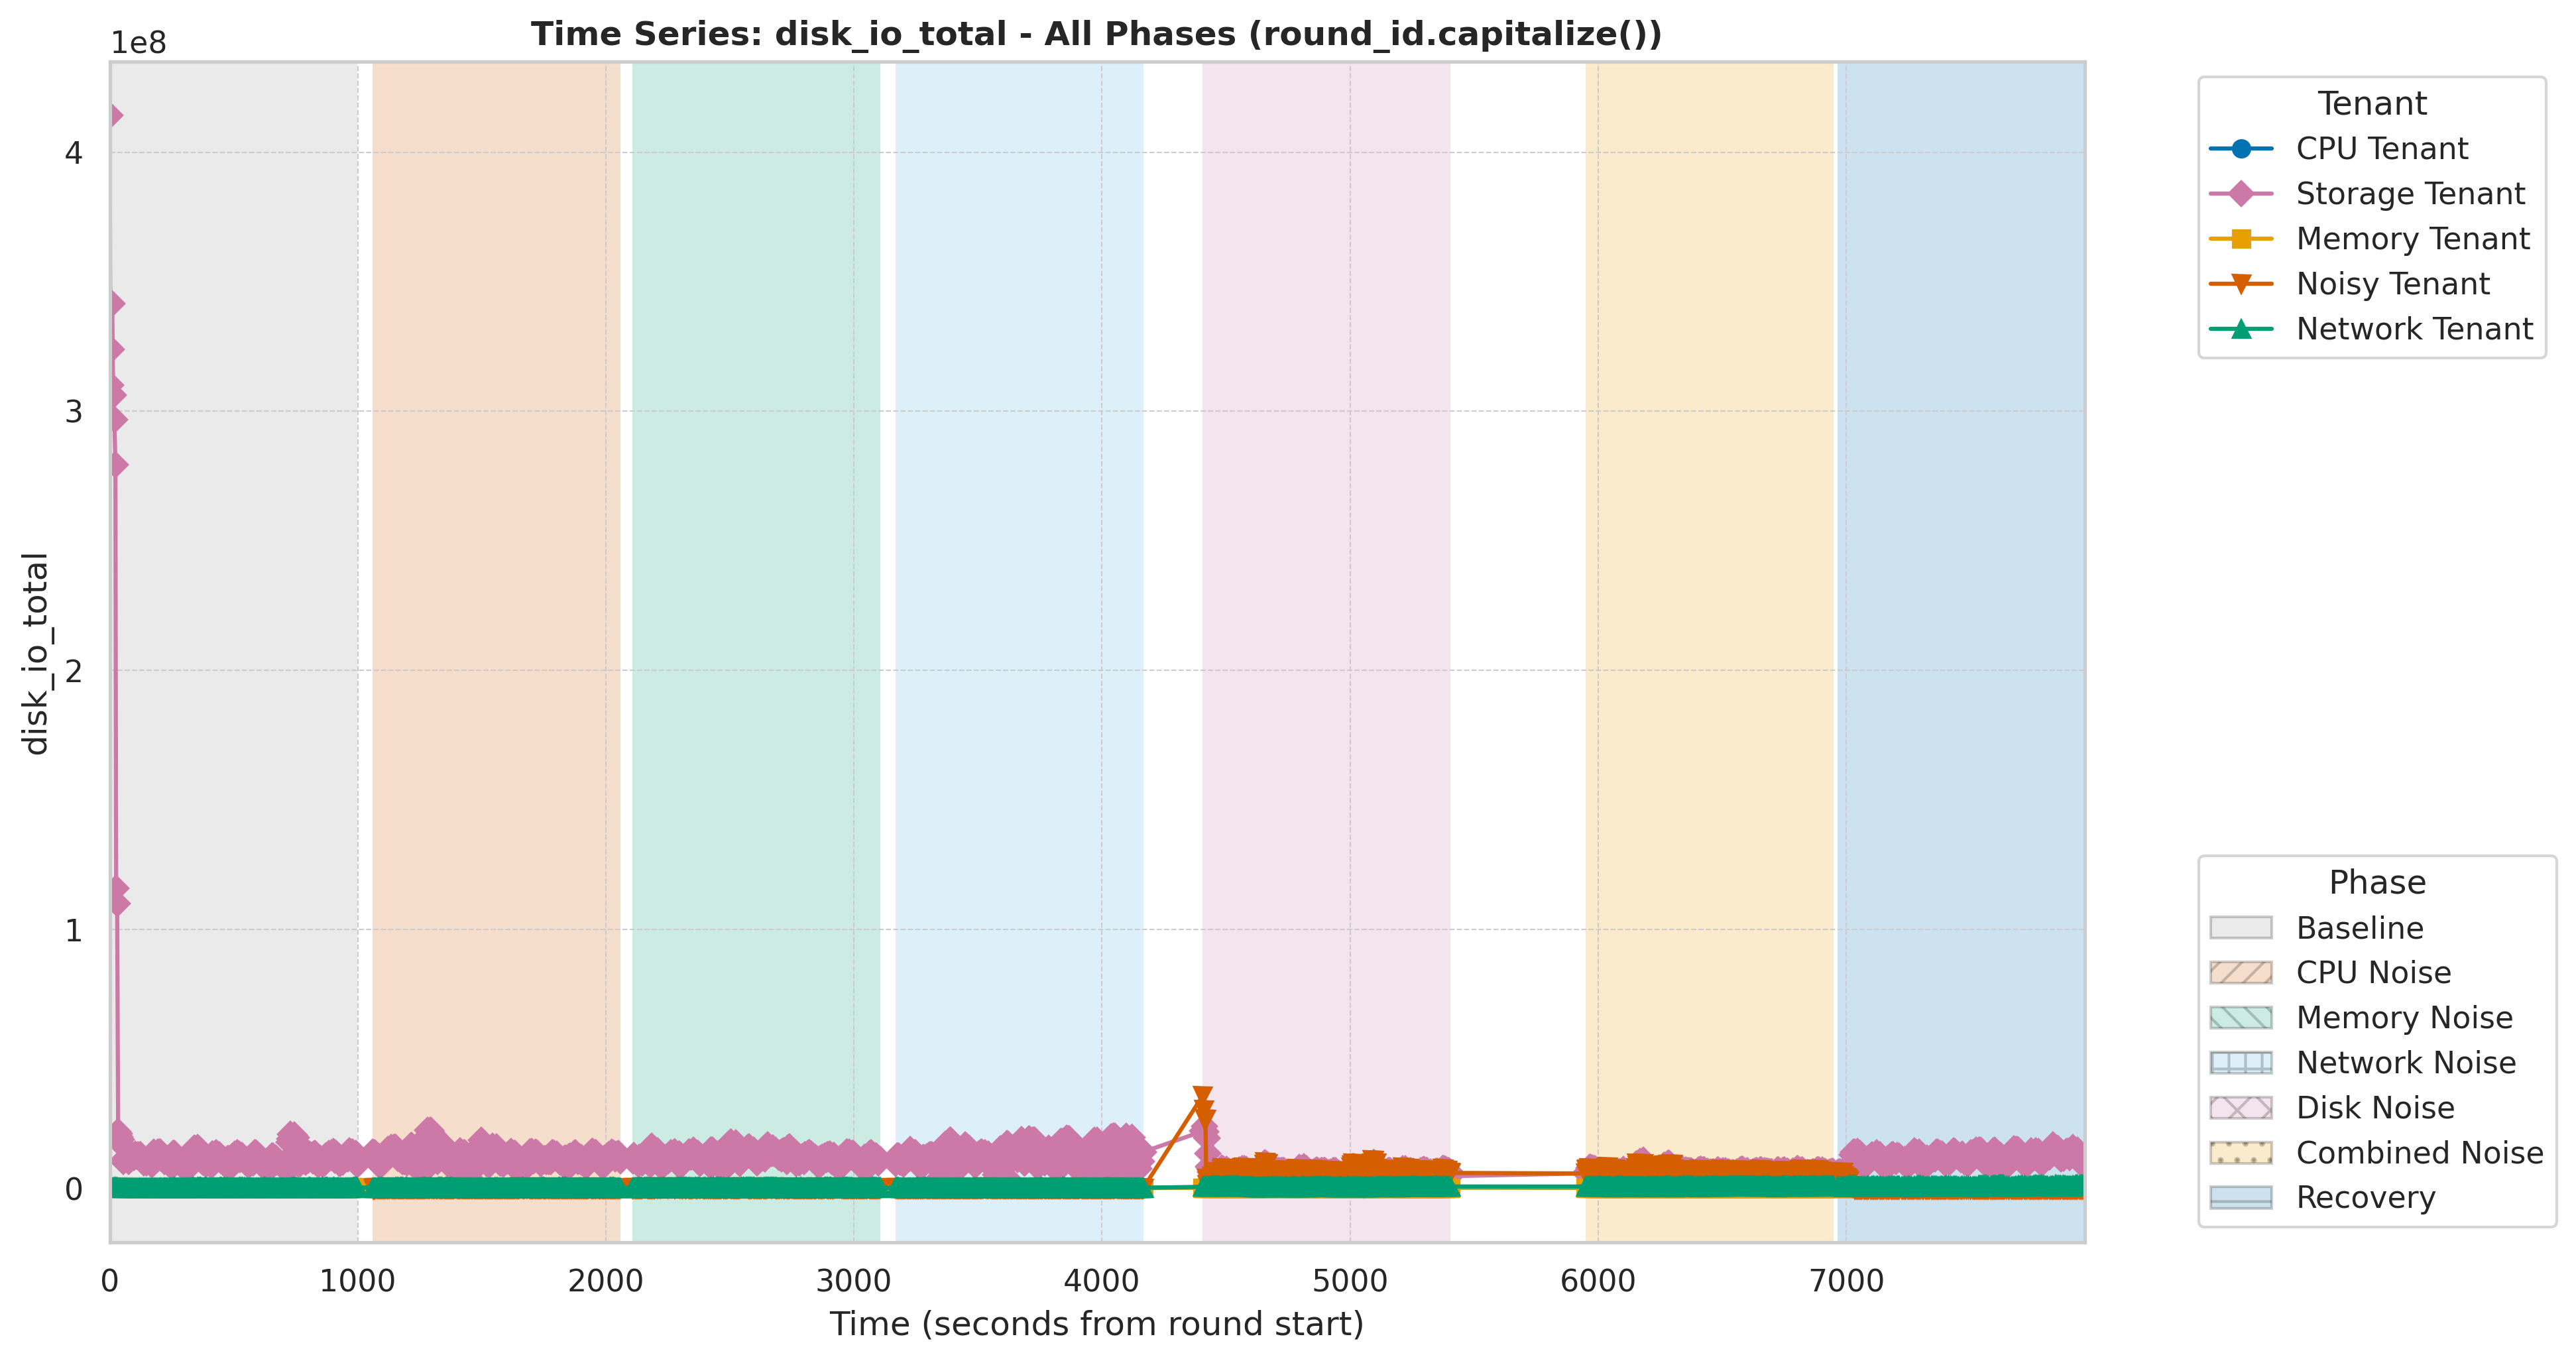 Time Series: disk_io_total - All Phases (round_id.capitalize())
1e8
4
3
2
1
0
disk_io_total
0 1000 2000 3000 4000 5000 6000 7000
Time (seconds from round start)
Tenant
CPU Tenant
Storage Tenant
Memory Tenant
Noisy Tenant
Network Tenant
Phase
Baseline
CPU Noise
Memory Noise
Network Noise
Disk Noise
Combined Noise
Recovery